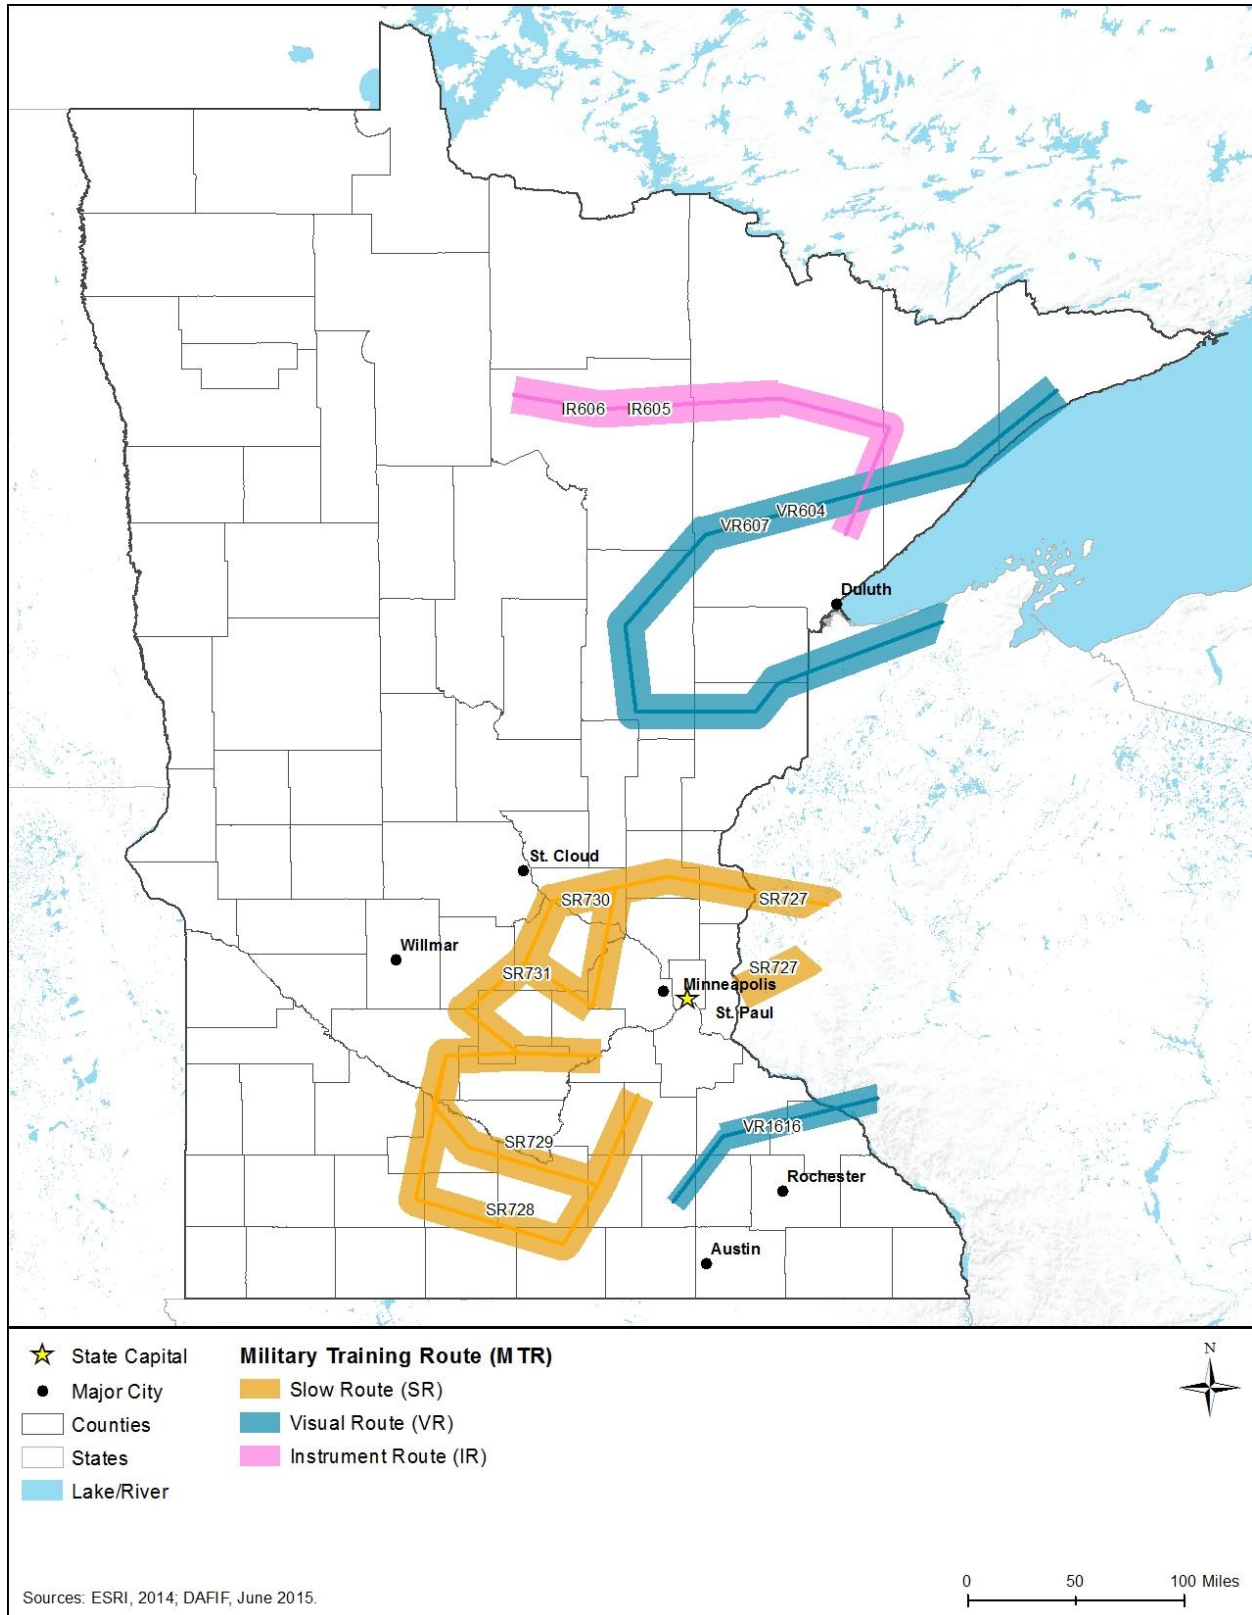 IR606
IR605
VR604
VR607
Duluth
St. Cloud
SR730
SR727
Willmar
SR731
SR727
Minneapolis
St. Paul
VR1616
SR729
Rochester
SR728
Austin
State Capital
Major City
Counties
States
Lake/River
Military Training Route (MTR)
Slow Route (SR)
Visual Route (VR)
Instrument Route (IR)
N
0 50 100 Miles
Sources: ESRI, 2014; DAFIF, June 2015.